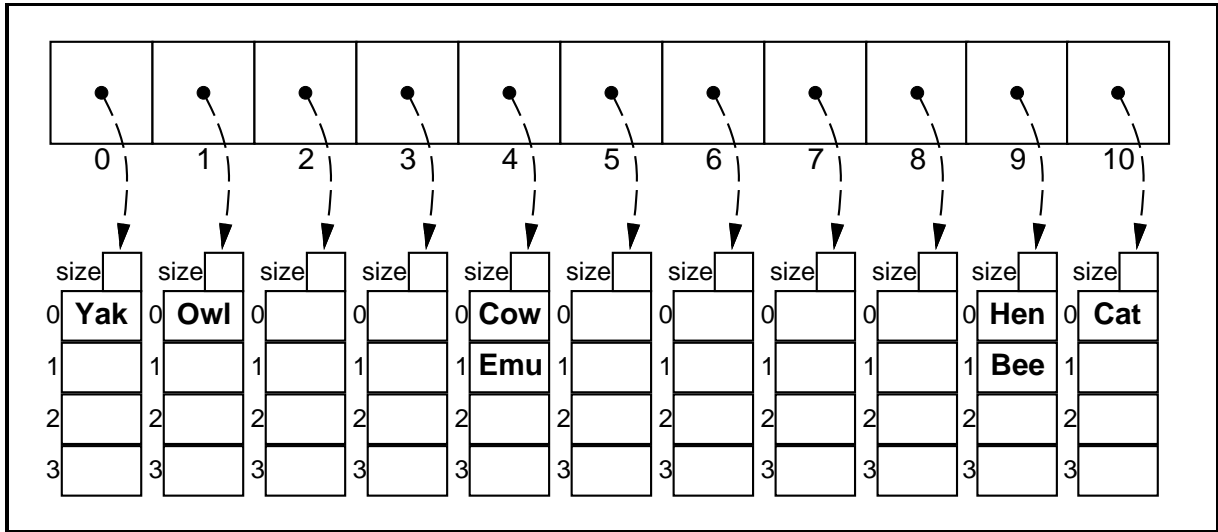 0 1 2 3 4 5 6 7 8 9 10
size size size size size size size size size size size
0 Yak 0 Owl 0 0 0 Cow 0 0 0 0 0 Hen 0 Cat
1 1 1 1 1 Emu 1 1 1 1 1 Bee 1
2 2 2 2 2 2 2 2 2 2 2
3 3 3 3 3 3 3 3 3 3 3